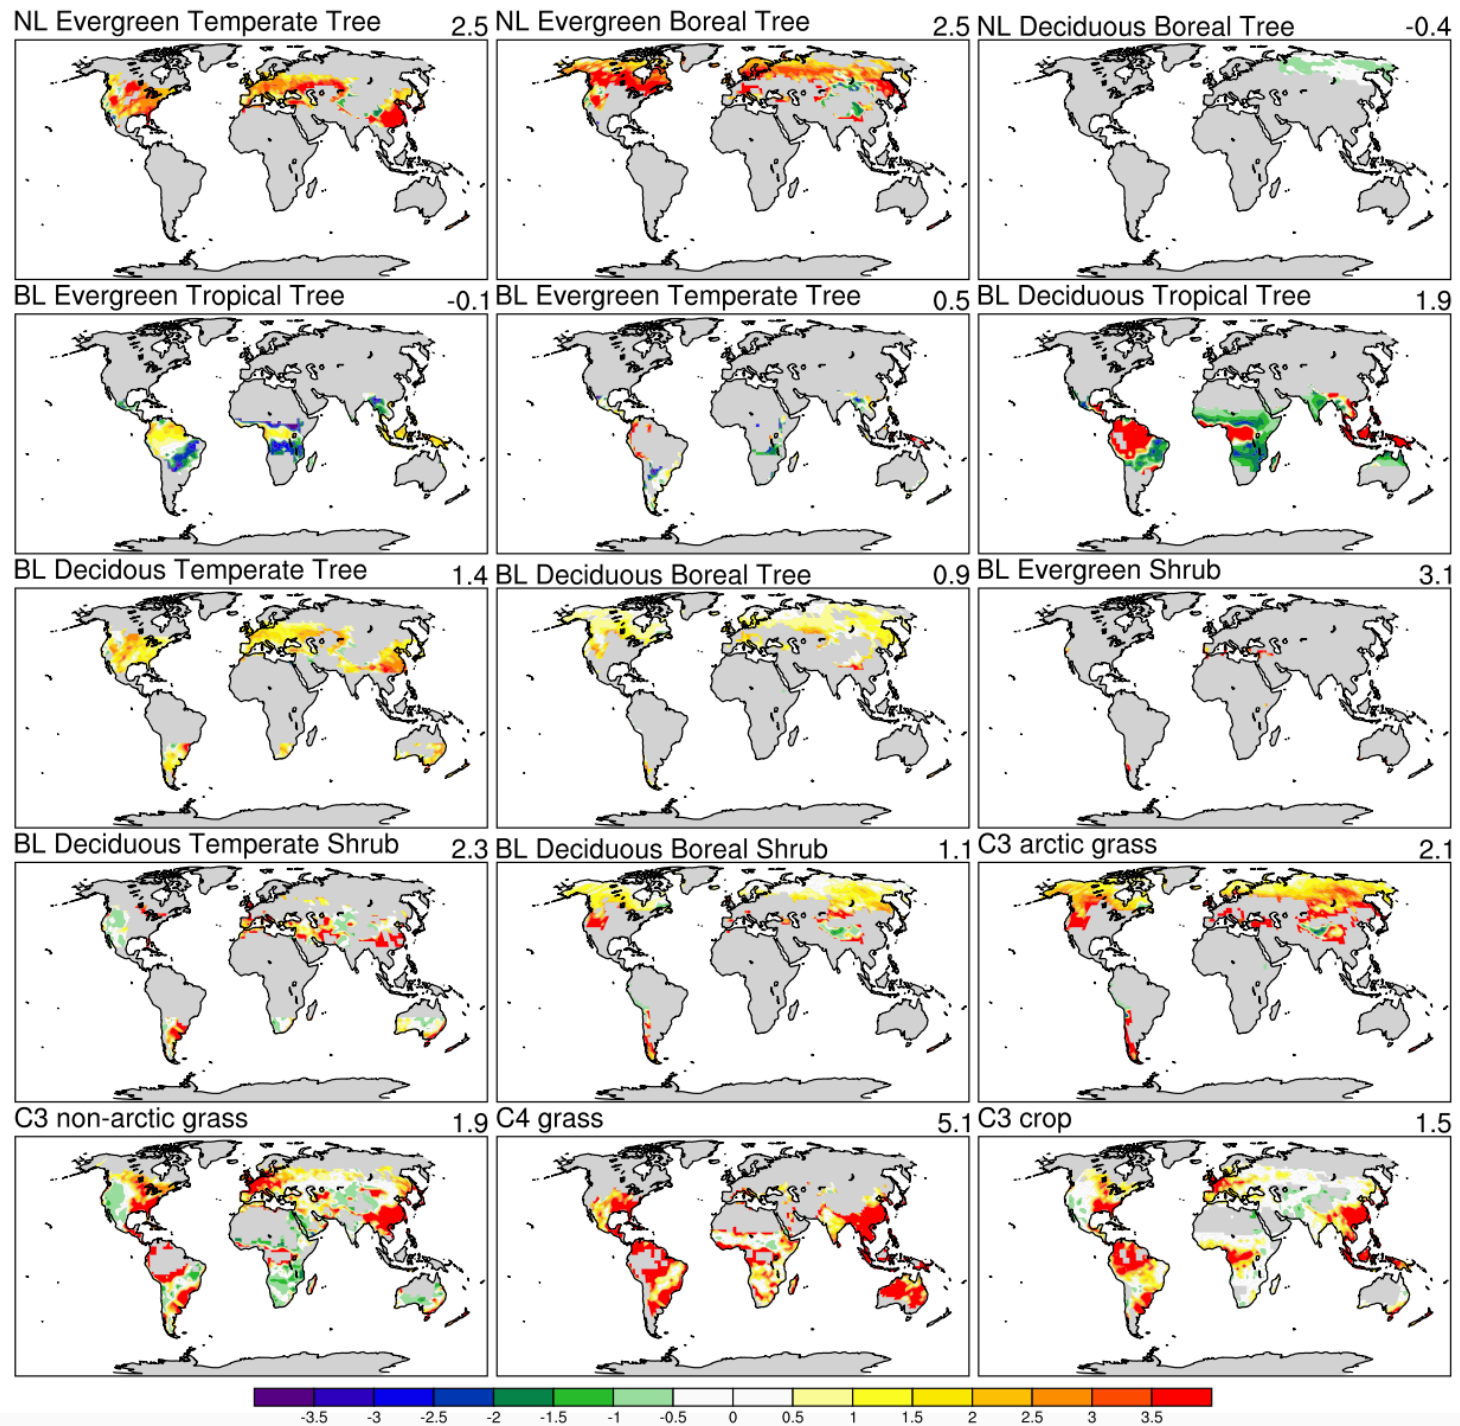 NL Evergreen Temperate Tree 2.5 NL Evergreen Boreal Tree 2.5 NL Deciduous Boreal Tree -0.4
BL Evergreen Tropical Tree -0.1 BL Evergreen Temperate Tree 0.5 BL Deciduous Tropical Tree 1.9
BL Decidous Temperate Tree 1.4 BL Deciduous Boreal Tree 0.9 BL Evergreen Shrub 3.1
BL Deciduous Temperate Shrub 2.3 BL Deciduous Boreal Shrub 1.1 C3 arctic grass 2.1
C3 non-arctic grass 1.9 C4 grass 5.1 C3 crop 1.5
-3.5 -3 -2.5 -2 -1.5 -1 -0.5 0 0.5 1 1.5 2 2.5 3 3.5